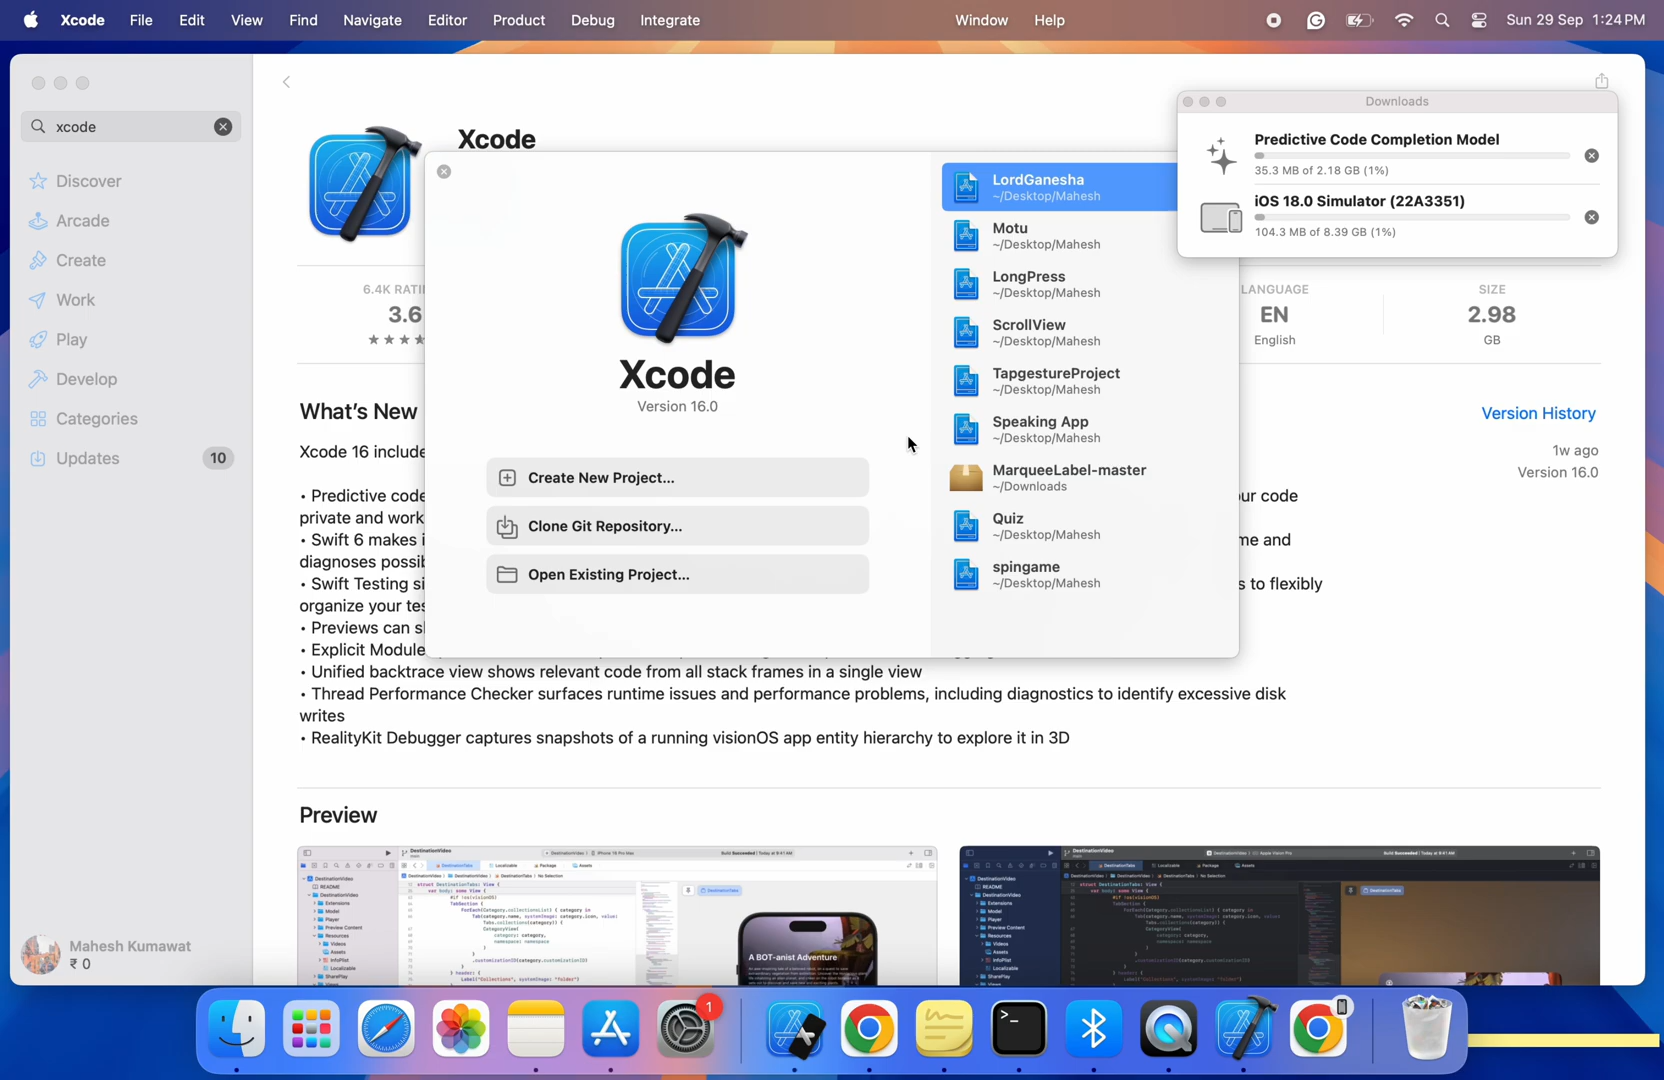 Xcode File Edit View Find Navigate Editor Product Debug Integrate Window Help Sun 29 Sep 1:24 PM
xcode
Discover
Arcade
Create
Work
Play
Develop
Categories
Updates 10
Mahesh Kumawat
₹ 0
Xcode
3.6
LANGUAGE
EN
English
SIZE
2.98
GB
What's New
Version History
1w ago
Version 16.0
Xcode 16 include
• Predictive code
our code
private and work
• Swift 6 makes
me and
diagnoses possib
• Swift Testing
s to flexibly
organize your tes
• Previews can
• Explicit Module
• Unified backtrace view shows relevant code from all stack frames in a single view
• Thread Performance Checker surfaces runtime issues and performance problems, including diagnostics to identify excessive disk
writes
• RealityKit Debugger captures snapshots of a running visionOS app entity hierarchy to explore it in 3D
Preview
Xcode
Version 16.0
Create New Project...
Clone Git Repository...
Open Existing Project...
LordGanesha
~/Desktop/Mahesh
Motu
~/Desktop/Mahesh
LongPress
~/Desktop/Mahesh
ScrollView
~/Desktop/Mahesh
TapgestureProject
~/Desktop/Mahesh
Speaking App
~/Desktop/Mahesh
MarqueeLabel-master
~/Downloads
Quiz
~/Desktop/Mahesh
spingame
~/Desktop/Mahesh
Downloads
Predictive Code Completion Model
35.3 MB of 2.18 GB (1%)
iOS 18.0 Simulator (22A3351)
104.3 MB of 8.39 GB (1%)
A BOT-anist Adventure
1